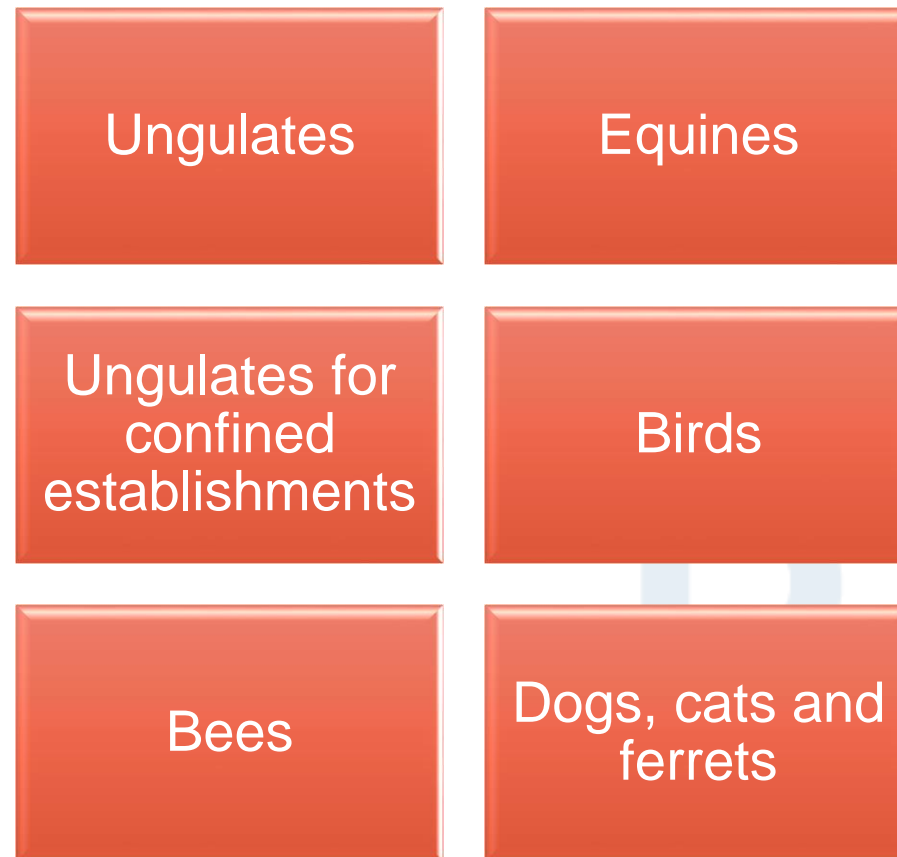 Ungulates
Equines
Ungulates for
confined
establishments
Birds
Bees
Dogs, cats and
ferrets